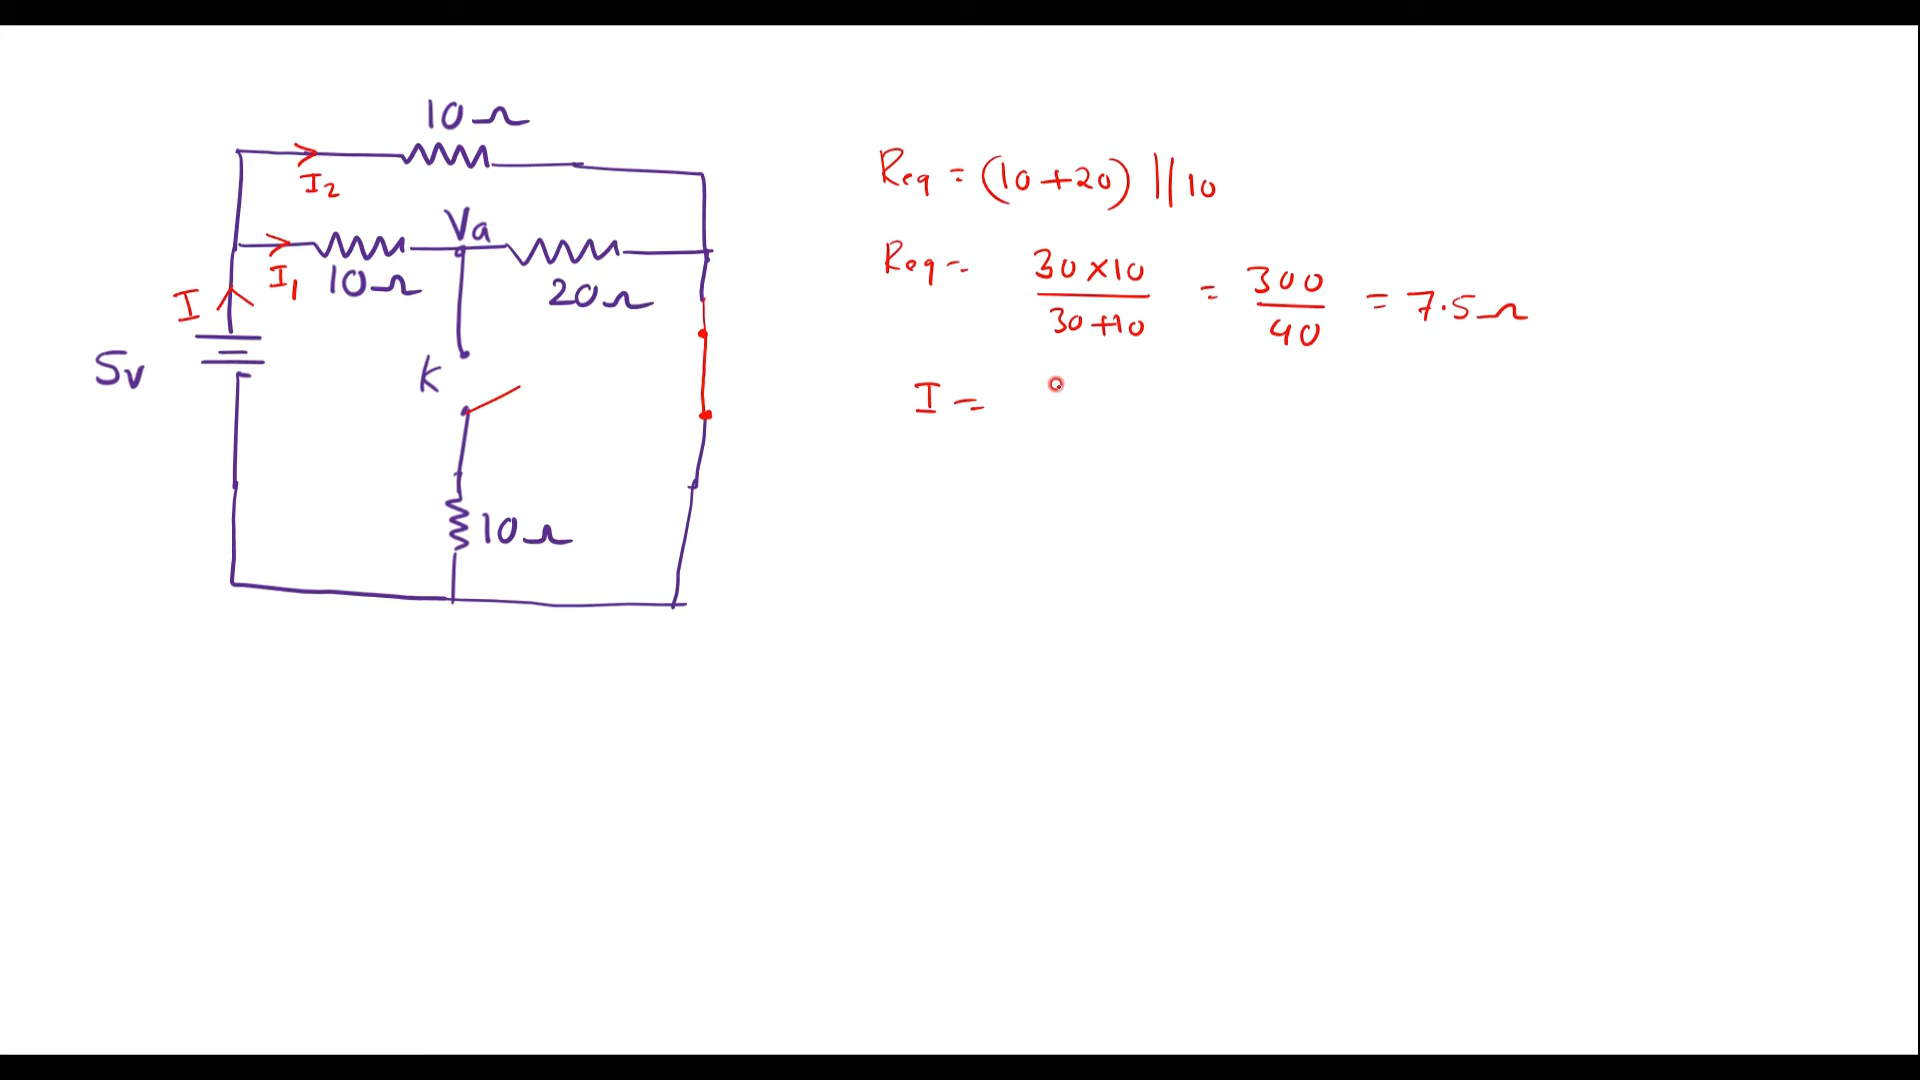 10Ω
I2
Va
I1
10Ω
20Ω
I
5v
K
10Ω
Req = (10+20) || 10
Req = 30×10 / 30+10 = 300 / 40 = 7.5Ω
I =